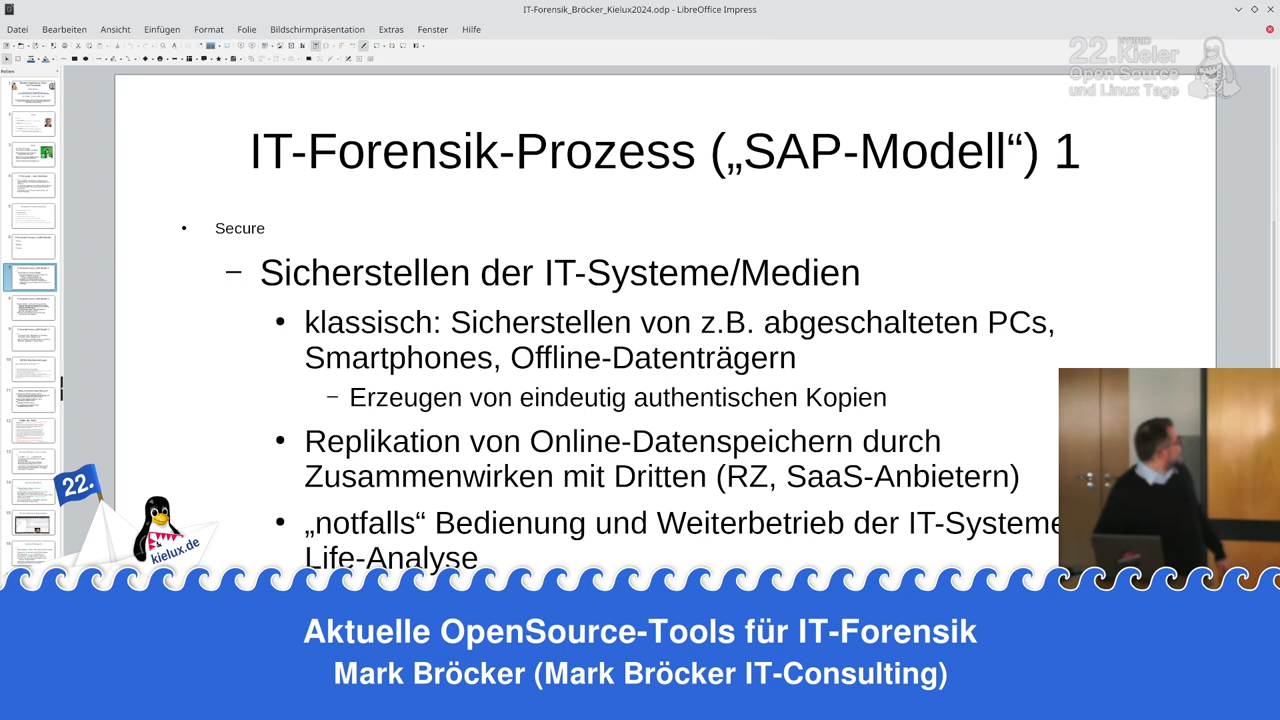 IT-Forensik_Bröcker_Kielux2024.odp - LibreOffice Impress
Datei Bearbeiten Ansicht Einfügen Format Folie Bildschirmpräsentation Extras Fenster Hilfe
Folien
HYBRID
22.Kieler
Open Source
und Linux Tage
IT-Forensik-Prozess („SAP-Modell“) 1
• Secure
– Sicherstellen der IT-Systeme/Medien
• klassisch: Sicherstellen von z.B. abgeschalteten PCs,
Smartphones, Offline-Datenträgern
– Erzeugen von eindeutig authentischen Kopien
• Replikation von Online-Datenspeichern durch
Zusammenwirken mit Dritten (RZ, SaaS-Anbietern)
• „notfalls“ Bedienung und Weiterbetrieb der IT-Systeme
Life-Analyse
22.
kielux.de
Aktuelle OpenSource-Tools für IT-Forensik
Mark Bröcker (Mark Bröcker IT-Consulting)